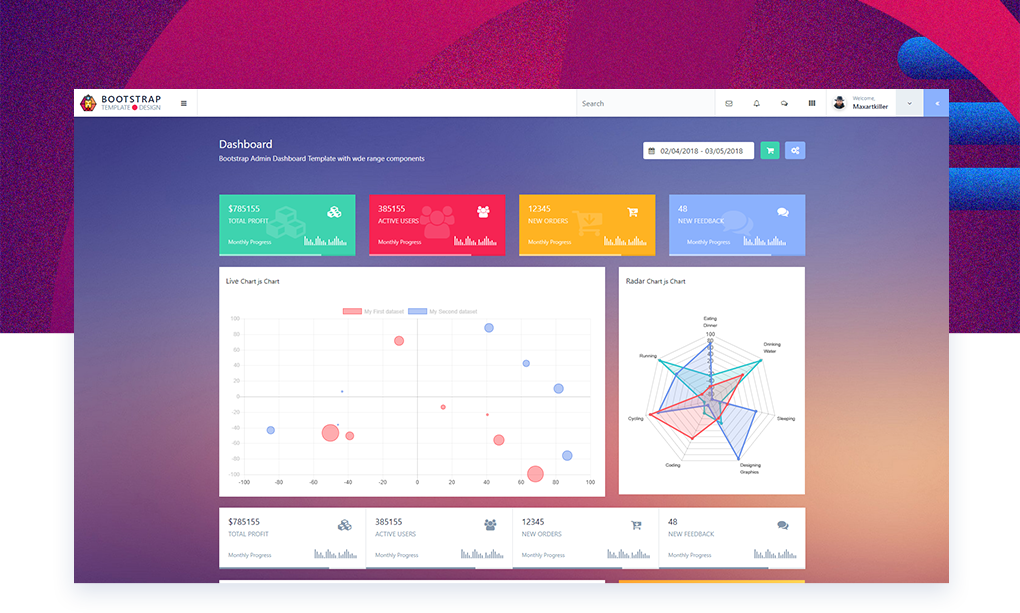 BOOTSTRAP
TEMPLATE DESIGN
Search
Welcome,
Maxartkiller
Dashboard
Bootstrap Admin Dashboard Template with wde range components
02/04/2018 - 03/05/2018
$785155
TOTAL PROFIT
Monthly Progress
385155
ACTIVE USERS
Monthly Progress
12345
NEW ORDERS
Monthly Progress
48
NEW FEEDBACK
Monthly Progress
Live Chart js Chart
My First dataset
My Second dataset
100
80
60
40
20
0
-20
-40
-60
-80
-100
-100
-80
-60
-40
-20
0
20
40
60
80
100
Radar Chart js Chart
Eating
Dinner
Drinking
Water
Sleeping
Designing
Graphics
Coding
Cycling
Running
100
$785155
TOTAL PROFIT
Monthly Progress
385155
ACTIVE USERS
Monthly Progress
12345
NEW ORDERS
Monthly Progress
48
NEW FEEDBACK
Monthly Progress